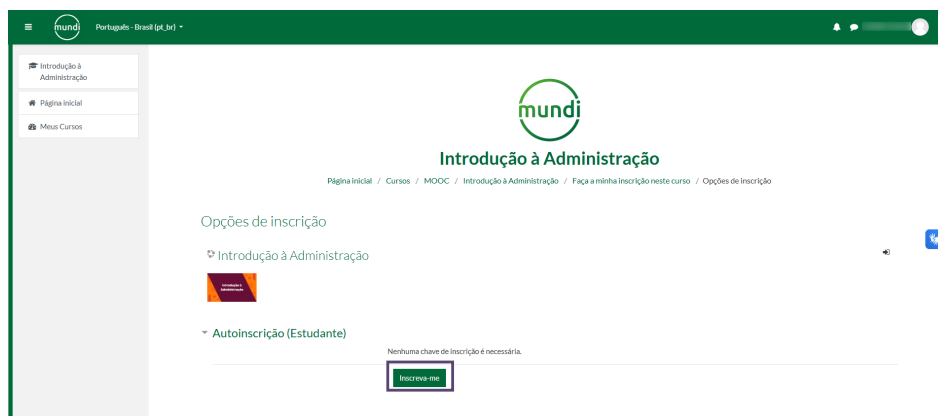 mundi
Português - Brasil (pt_br)
Introdução à
Administração
Página inicial
Meus Cursos
mundi
Introdução à Administração
Página inicial / Cursos / MOOC / Introdução à Administração / Faça a minha inscrição neste curso / Opções de inscrição
Opções de inscrição
Introdução à Administração
Introdução à
Administração
Autoinscrição (Estudante)
Nenhuma chave de inscrição é necessária.
Inscreva-me